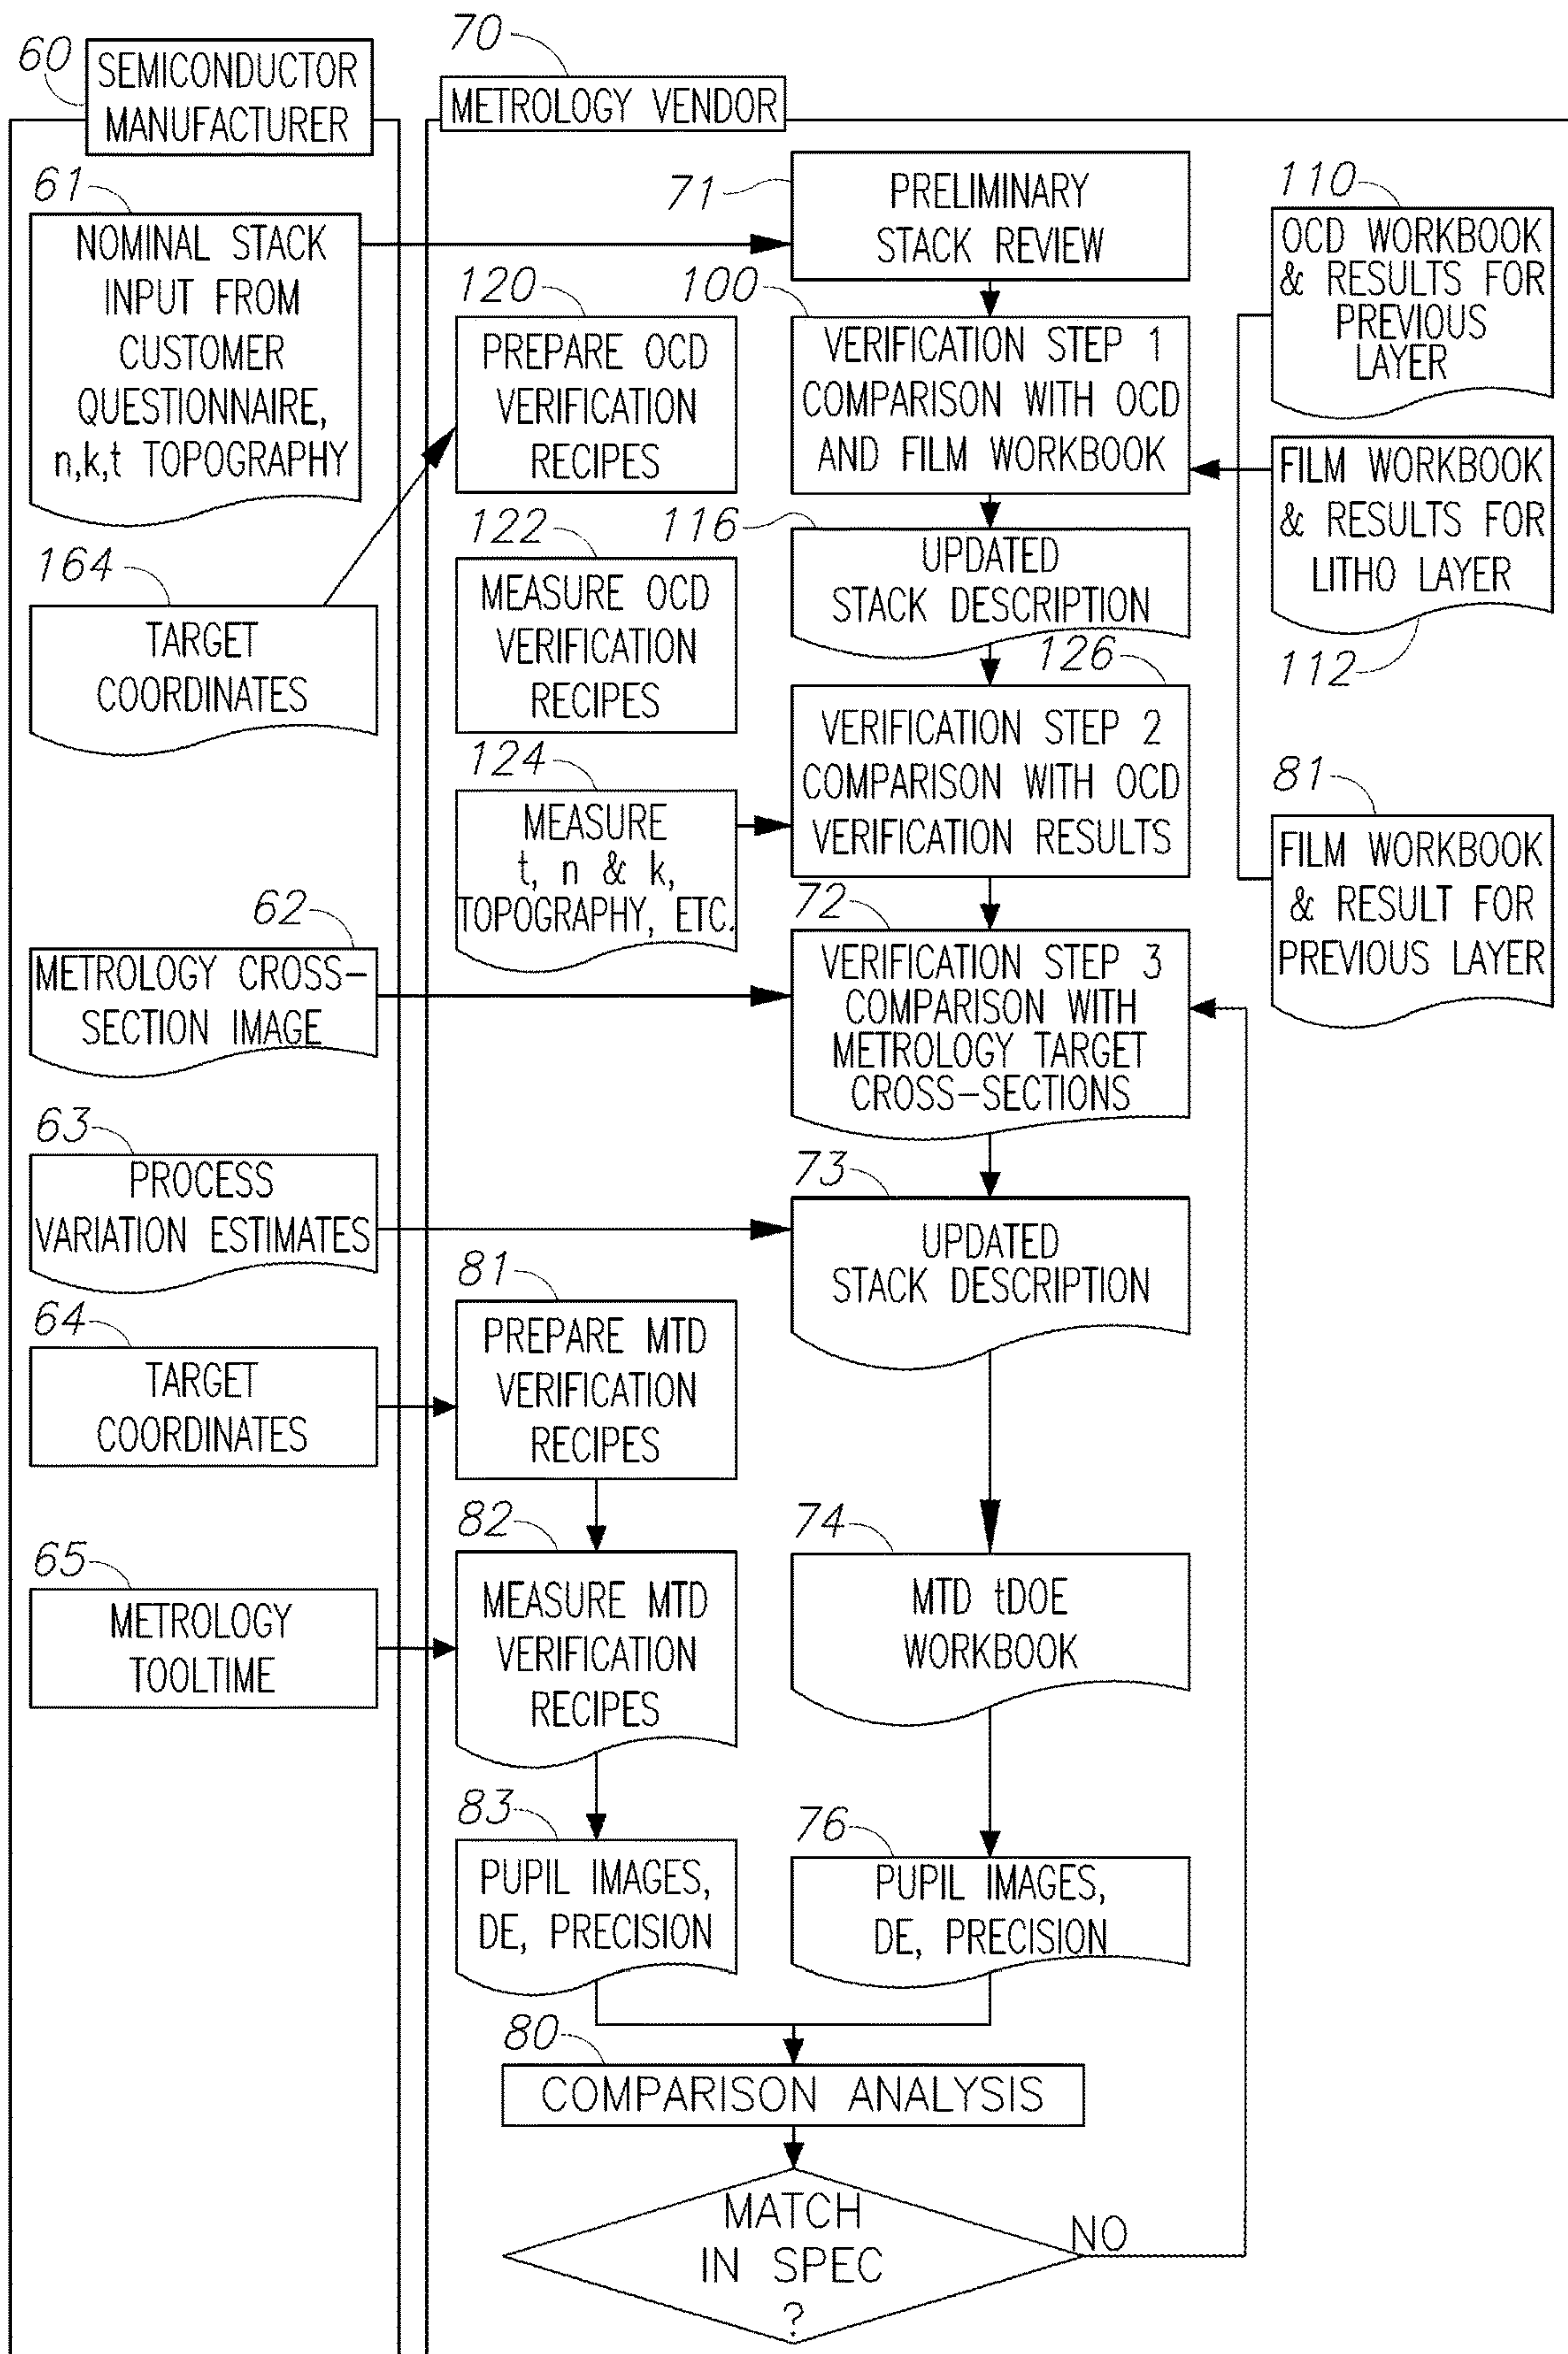 60
SEMICONDUCTOR
MANUFACTURER
70
METROLOGY VENDOR
61
NOMINAL STACK
INPUT FROM
CUSTOMER
QUESTIONNAIRE,
n,k,t TOPOGRAPHY
164
TARGET
COORDINATES
62
METROLOGY CROSS-
SECTION IMAGE
63
PROCESS
VARIATION ESTIMATES
64
TARGET
COORDINATES
65
METROLOGY
TOOLTIME
120
PREPARE OCD
VERIFICATION
RECIPES
122
MEASURE OCD
VERIFICATION
RECIPES
124
MEASURE
t, n & k,
TOPOGRAPHY, ETC.
81
PREPARE MTD
VERIFICATION
RECIPES
82
MEASURE MTD
VERIFICATION
RECIPES
83
PUPIL IMAGES,
DE, PRECISION
71
PRELIMINARY
STACK REVIEW
100
VERIFICATION STEP 1
COMPARISON WITH OCD
AND FILM WORKBOOK
116
UPDATED
STACK DESCRIPTION
126
VERIFICATION STEP 2
COMPARISON WITH OCD
VERIFICATION RESULTS
72
VERIFICATION STEP 3
COMPARISON WITH
METROLOGY TARGET
CROSS-SECTIONS
73
UPDATED
STACK DESCRIPTION
74
MTD tDOE
WORKBOOK
76
PUPIL IMAGES,
DE, PRECISION
110
OCD WORKBOOK
& RESULTS FOR
PREVIOUS
LAYER
FILM WORKBOOK
& RESULTS FOR
LITHO LAYER
112
81
FILM WORKBOOK
& RESULT FOR
PREVIOUS LAYER
80
COMPARISON ANALYSIS
MATCH
IN SPEC
?
NO